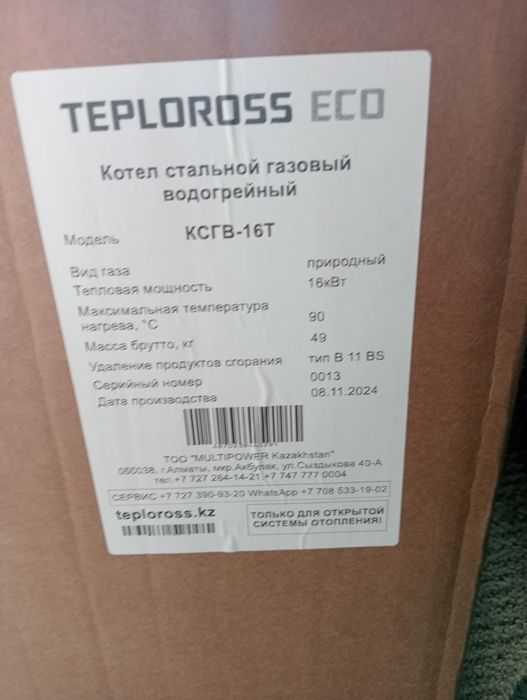 TEPLOROSS ECO
Котел стальной газовый
водогрейный
Модель КСГВ-16Т
Вид газа природный
Тепловая мощность 16кВт
Максимальная температура
нагрева, °С 90
Масса брутто, кг 49
Удаление продуктов сгорания тип B 11 BS
Серийный номер 0013
Дата производства 08.11.2024
ТОО "MULTIPOWER Kazakhstan"
050038, г.Алматы, мкр.Акбулак, ул.Сыздыкова 40-А
тел:+7 727 264-14-21,+7 747 777 0004
СЕРВИС +7 727 390-93-20 WhatsApp +7 708 533-19-02
teploross.kz
ТОЛЬКО ДЛЯ ОТКРЫТОЙ
СИСТЕМЫ ОТОПЛЕНИЯ!